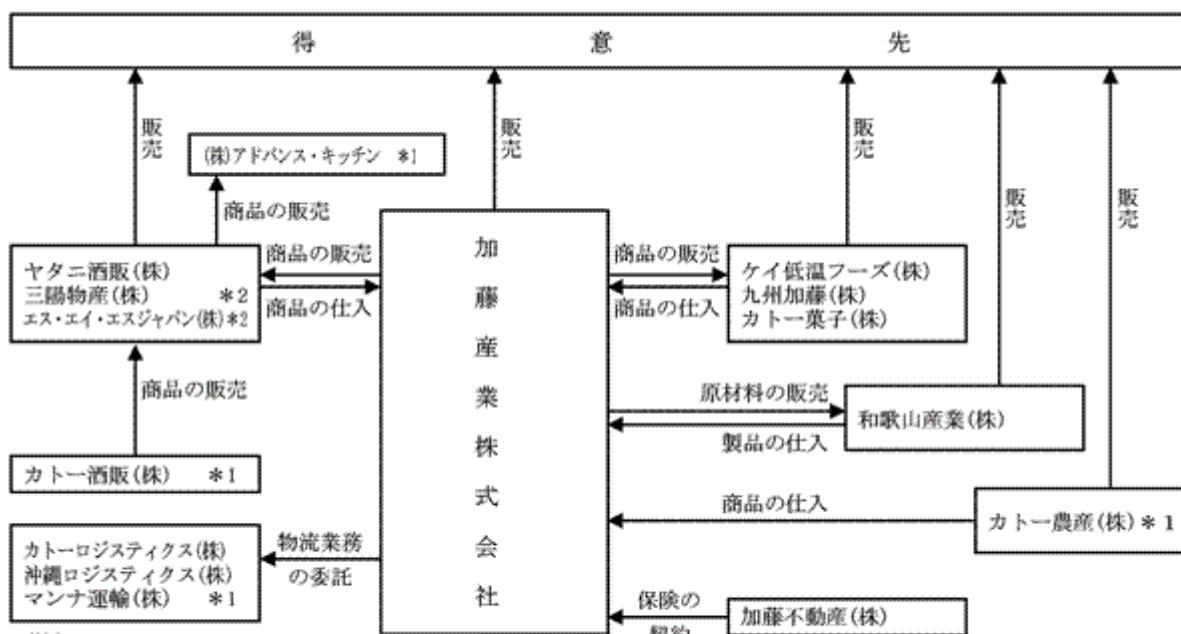 得意先
販売
販売
販売
販売
販売
(株)アドバンス・キッチン *1
商品の販売
ヤタニ酒販(株)
三陽物産(株) *2
エス・エイ・エスジャパン(株)*2
商品の販売
商品の仕入
加藤産業株式会社
商品の販売
商品の仕入
ケイ低温フーズ(株)
九州加藤(株)
カトー菓子(株)
商品の販売
原材料の販売
製品の仕入
和歌山産業(株)
カトー酒販(株) *1
商品の仕入
カトー農産(株)*1
カトーロジスティクス(株)
沖縄ロジスティクス(株)
マンナ運輸(株) *1
物流業務
の委託
保険の
加藤不動産(株)